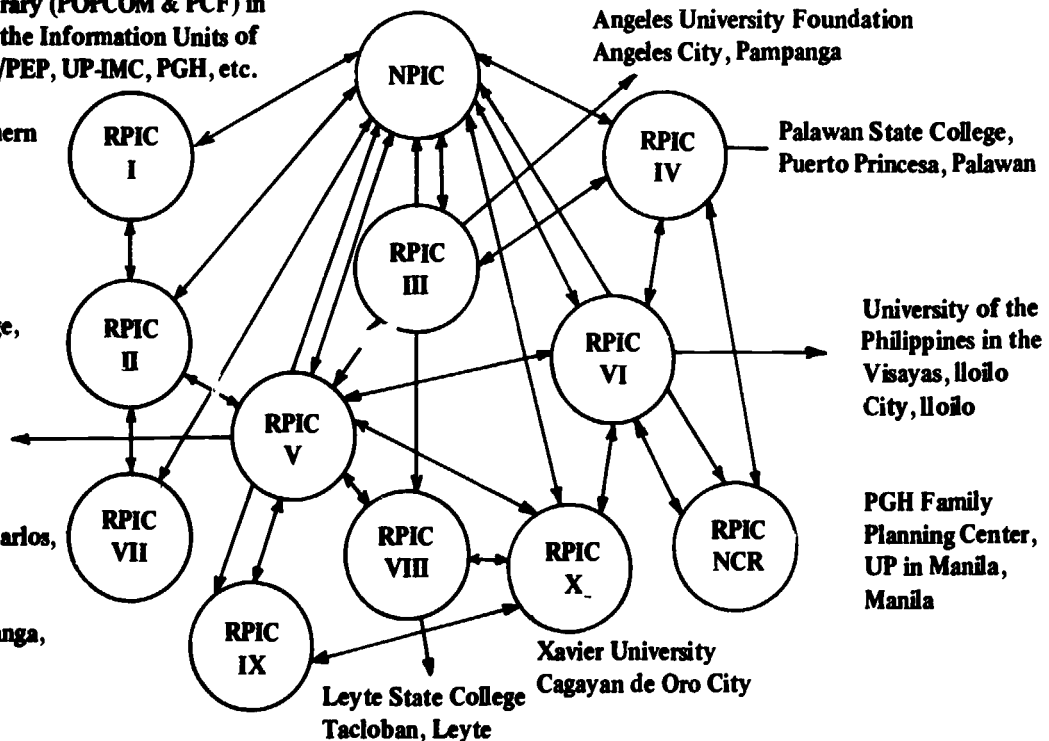 (POPCOM & PCF) in
the Information Units of
/PEP, UP-IMC, PGH, etc.
Angeles University Foundation
Angeles City, Pampanga
NPIC
RPIC
I
RPIC
IV
Palawan State College,
Puerto Princesa, Palawan
RPIC
III
RPIC
II
RPIC
VI
University of the
Philippines in the
Visayas, Iloilo
City, Iloilo
RPIC
V
RPIC
VII
RPIC
VIII
RPIC
X
RPIC
NCR
PGH Family
Planning Center,
UP in Manila,
Manila
RPIC
IX
Xavier University
Cagayan de Oro City
Leyte State College
Tacloban, Leyte